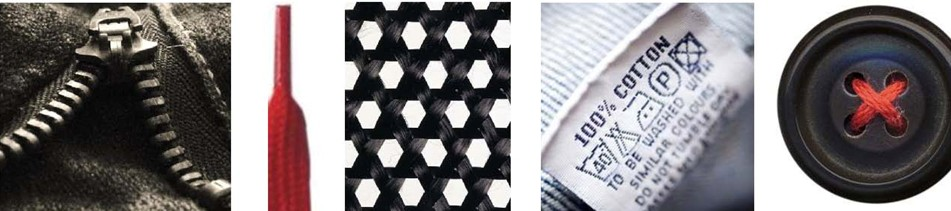 100% COTTON
40 P
TO BE WASHED WITH
SIMILAR COLOURS
DO NOT TUMBLE DRY